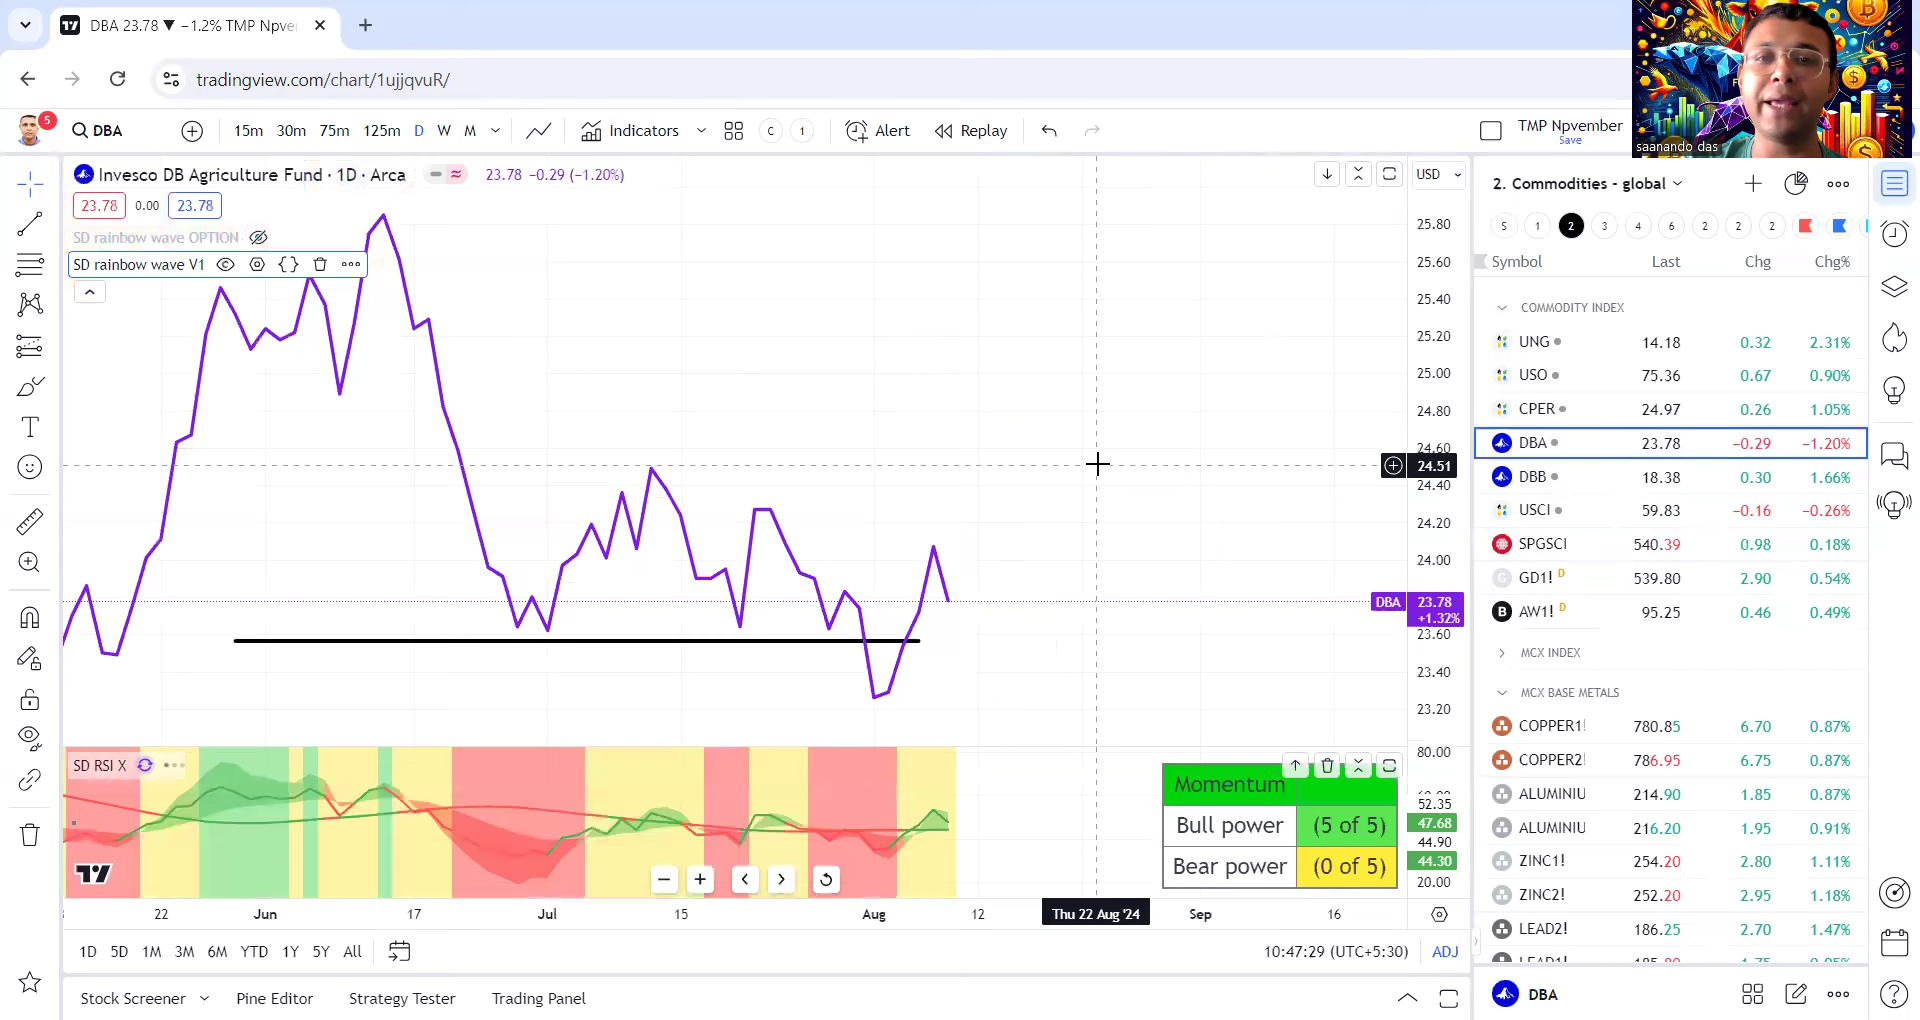 DBA 23.78 ▼ −1.2% TMP Npve
tradingview.com/chart/1ujjqvuR/
5
DBA
15m 30m 75m 125m D W M
Indicators
C 1
Alert
Replay
TMP Npvember
Save
saanando das
Invesco DB Agriculture Fund · 1D · Arca
23.78 −0.29 (−1.20%)
USD
23.78 0.00 23.78
SD rainbow wave OPTION
SD rainbow wave V1
25.80
25.60
25.40
25.20
25.00
24.80
24.60
24.51
24.40
24.20
24.00
DBA 23.78
+1.32%
23.60
23.40
23.20
SD RSI X
80.00
52.35
47.68
44.90
44.30
20.00
Momentum
Bull power (5 of 5)
Bear power (0 of 5)
22 Jun 17 Jul 15 Aug 12 Thu 22 Aug '24 Sep 16
1D 5D 1M 3M 6M YTD 1Y 5Y All
10:47:29 (UTC+5:30) ADJ
Stock Screener Pine Editor Strategy Tester Trading Panel
2. Commodities - global
S 1 2 3 4 6 2 2 2
Symbol Last Chg Chg%
COMMODITY INDEX
UNG 14.18 0.32 2.31%
USO 75.36 0.67 0.90%
CPER 24.97 0.26 1.05%
DBA 23.78 −0.29 −1.20%
DBB 18.38 0.30 1.66%
USCI 59.83 −0.16 −0.26%
SPGSCI 540.39 0.98 0.18%
GD1! D 539.80 2.90 0.54%
AW1! D 95.25 0.46 0.49%
MCX INDEX
MCX BASE METALS
COPPER1! 780.85 6.70 0.87%
COPPER2! 786.95 6.75 0.87%
ALUMINIU 214.90 1.85 0.87%
ALUMINIU 216.20 1.95 0.91%
ZINC1! 254.20 2.80 1.11%
ZINC2! 252.20 2.95 1.18%
LEAD2! 186.25 2.70 1.47%
DBA